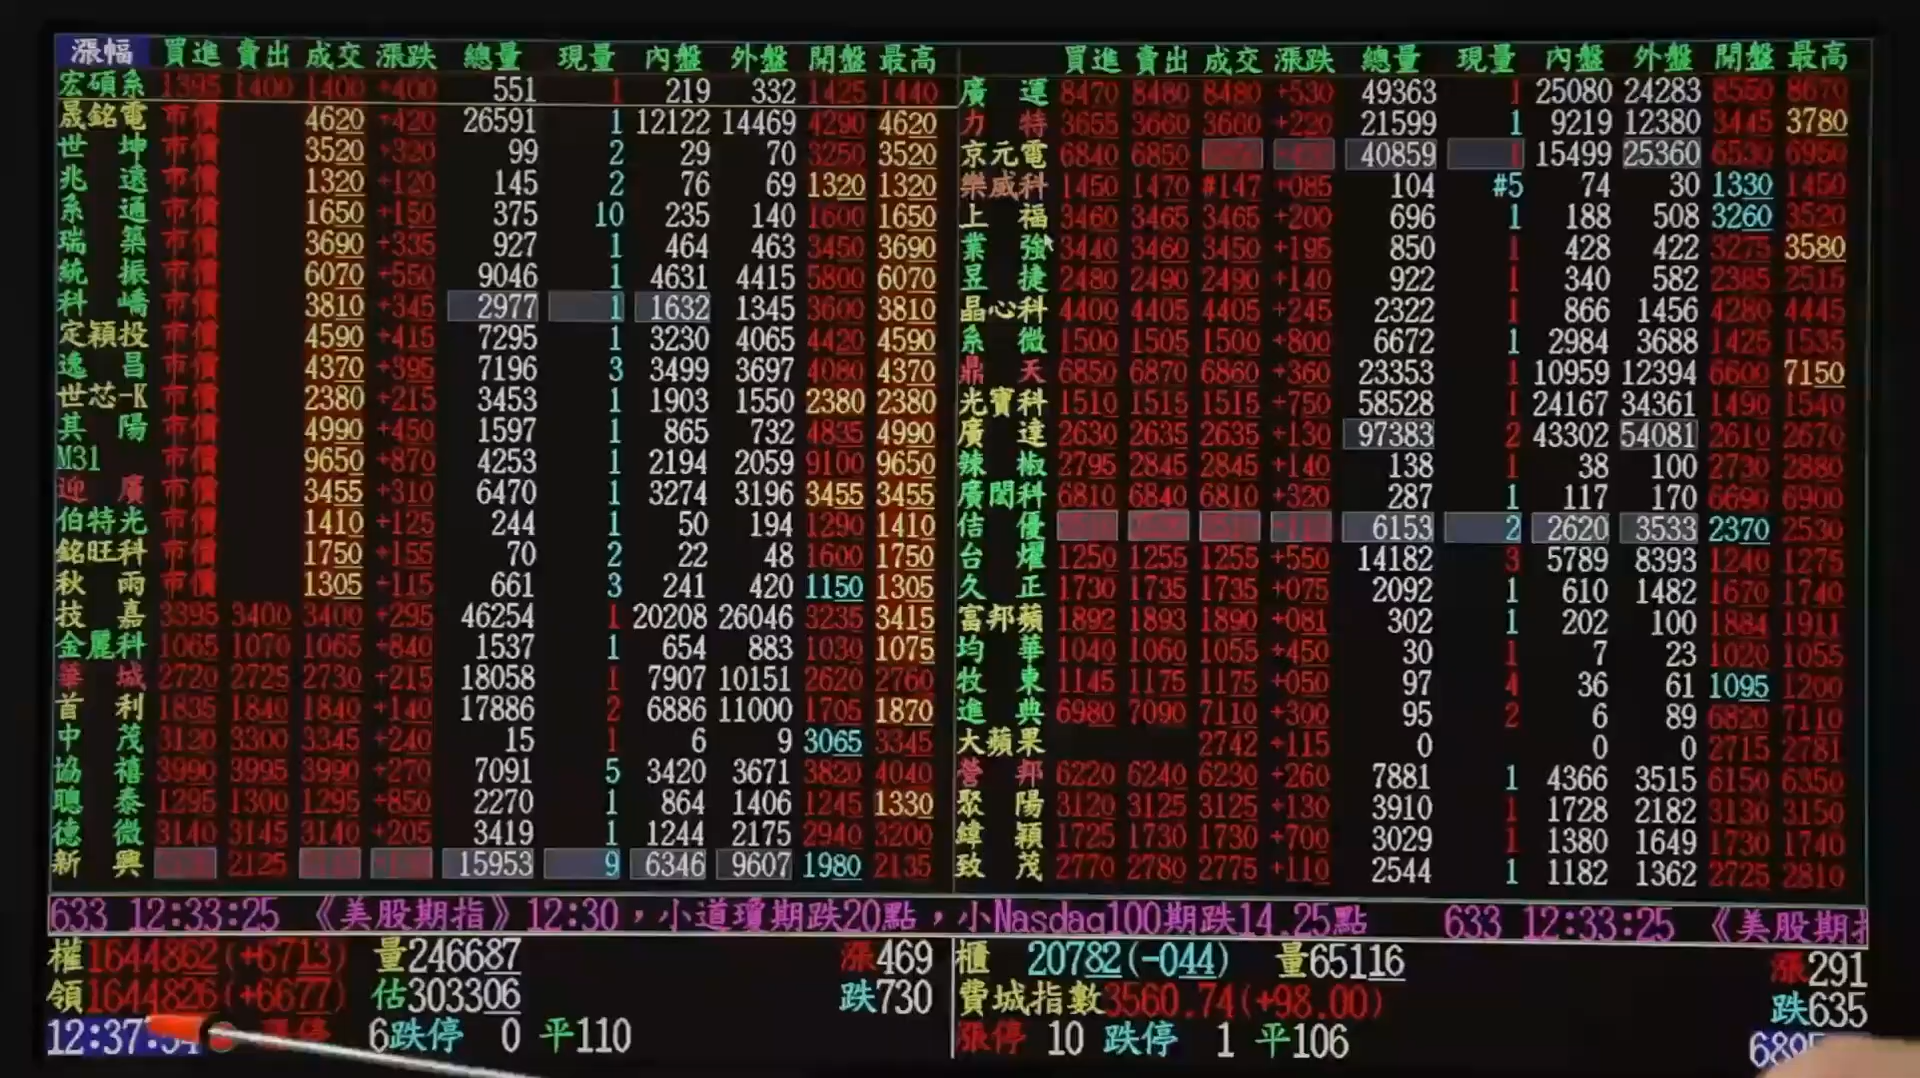 漲幅 買進 賣出 成交 漲跌 總量 現量 內盤 外盤 開盤 最高
宏碩系 1395 1400 1400 +400 551 1 219 332 1425 1440
晟銘電 市價 4620 +420 26591 1 12122 14469 4290 4620
世坤 市價 3520 +320 99 2 29 70 3250 3520
兆遠 市價 1320 +120 145 2 76 69 1320 1320
系通 市價 1650 +150 375 10 235 140 1600 1650
瑞築 市價 3690 +335 927 1 464 463 3450 3690
統振 市價 6070 +550 9046 1 4631 4415 5800 6070
科嶠 市價 3810 +345 2977 1 1632 1345 3600 3810
定穎投 市價 4590 +415 7295 1 3230 4065 4420 4590
逸昌 市價 4370 +395 7196 3 3499 3697 4080 4370
世芯-K 市價 2380 +215 3453 1 1903 1550 2380 2380
其陽 市價 4990 +450 1597 1 865 732 4835 4990
M31 市價 9650 +870 4253 1 2194 2059 9100 9650
迎廣 市價 3455 +310 6470 1 3274 3196 3455 3455
伯特光 市價 1410 +125 244 1 50 194 1290 1410
銘旺科 市價 1750 +155 70 2 22 48 1600 1750
秋雨 市價 1305 +115 661 3 241 420 1150 1305
技嘉 3395 3400 3400 +295 46254 1 20208 26046 3235 3415
金麗科 1065 1070 1065 +840 1537 1 654 883 1030 1075
華城 2720 2725 2730 +215 18058 1 7907 10151 2620 2760
首利 1835 1840 1840 +140 17886 2 6886 11000 1705 1870
中茂 3120 3300 3345 +240 15 1 6 9 3065 3345
協禧 3990 3995 3990 +270 7091 5 3420 3671 3820 4040
聰泰 1295 1300 1295 +850 2270 1 864 1406 1245 1330
德微 3140 3145 3140 +205 3419 1 1244 2175 2940 3200
新興 2125 15953 9 6346 9607 1980 2135
買進 賣出 成交 漲跌 總量 現量 內盤 外盤 開盤 最高
廣運 8470 8480 8480 +530 49363 1 25080 24283 8550 8670
力特 3655 3660 3660 +220 21599 1 9219 12380 3445 3780
京元電 6840 6850 40859 1 15499 25360 6530 6950
樂威科 1450 1470 #147 +085 104 #5 74 30 1330 1450
上福 3460 3465 3465 +200 696 1 188 508 3260 3520
業強 3440 3460 3450 +195 850 1 428 422 3275 3580
昱捷 2480 2490 2490 +140 922 1 340 582 2385 2515
晶心科 4400 4405 4405 +245 2322 1 866 1456 4280 4445
系微 1500 1505 1500 +800 6672 1 2984 3688 1425 1535
鼎天 6850 6870 6860 +360 23353 1 10959 12394 6600 7150
光寶科 1510 1515 1515 +750 58528 1 24167 34361 1490 1540
廣達 2630 2635 2635 +130 97383 2 43302 54081 2610 2670
辣椒 2795 2845 2845 +140 138 1 38 100 2730 2880
廣閎科 6810 6840 6810 +320 287 1 117 170 6690 6900
佶優 6153 2 2620 3533 2370 2530
台燿 1250 1255 1255 +550 14182 3 5789 8393 1240 1275
久正 1730 1735 1735 +075 2092 1 610 1482 1670 1740
富邦蘋 1892 1893 1890 +081 302 1 202 100 1884 1911
均華 1040 1060 1055 +450 30 1 7 23 1020 1055
牧東 1145 1175 1175 +050 97 4 36 61 1095 1200
進典 6980 7090 7110 +300 95 2 6 89 6820 7110
大蘋果 2742 +115 0 0 0 2715 2781
營邦 6220 6240 6230 +260 7881 1 4366 3515 6150 6350
聚陽 3120 3125 3125 +130 3910 1 1728 2182 3130 3150
緯穎 1725 1730 1730 +700 3029 1 1380 1649 1730 1740
致茂 2770 2780 2775 +110 2544 1 1182 1362 2725 2810
633 12:33:25 《美股期指》12:30，小道瓊期跌20點，小Nasdaq100期跌14.25點 633 12:33:25 《美股期指
權1644862(+6713) 量246687 漲469
領1644826(+6677) 估303306 跌730
12:37: 漲停 6跌停 0 平110
櫃 20782(-044) 量65116 漲291
費城指數3560.74(+98.00) 跌635
漲停 10 跌停 1 平106